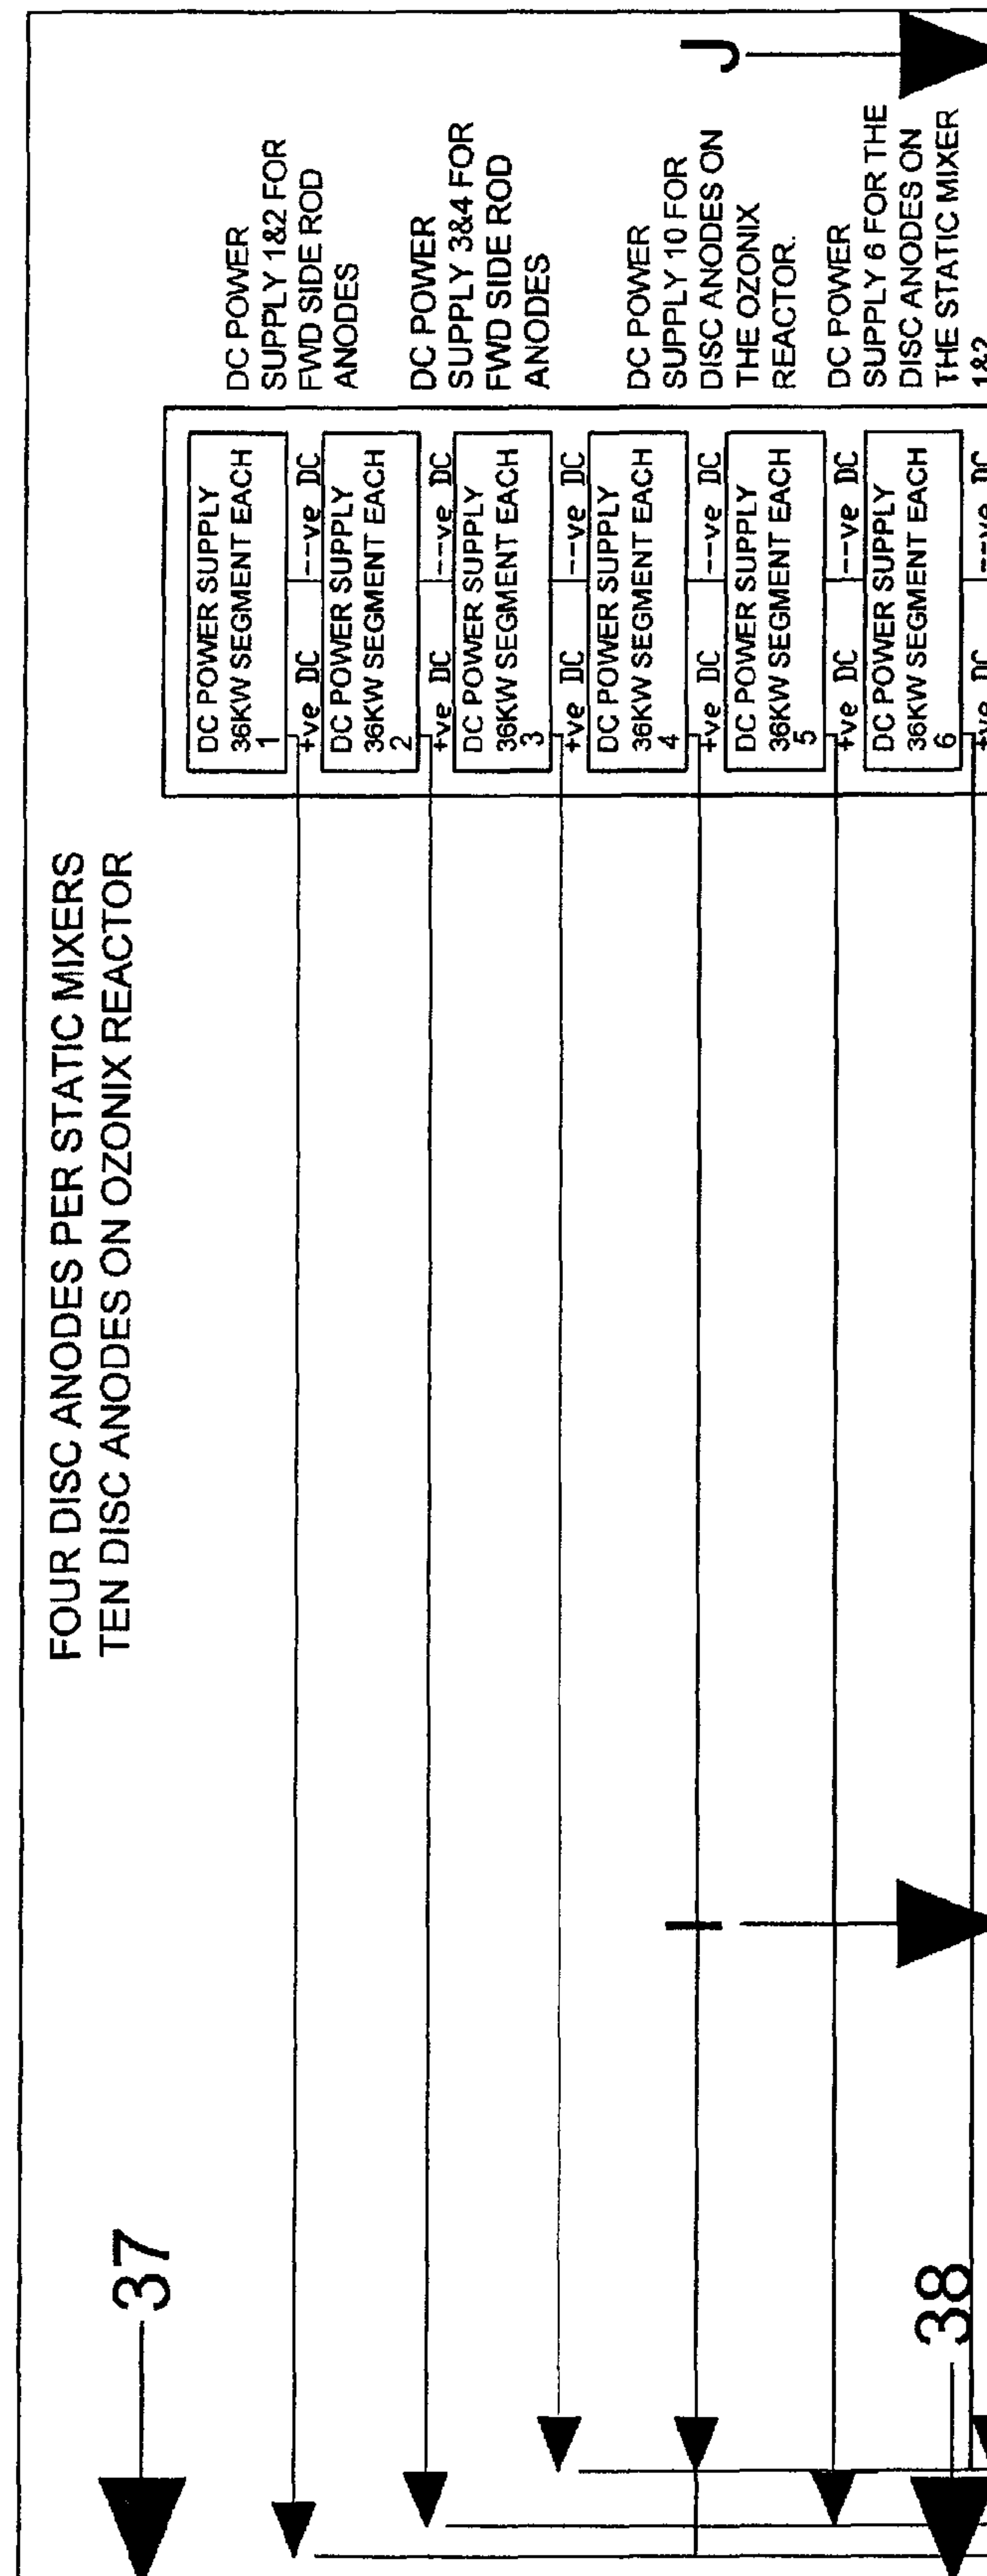 FOUR DISC ANODES PER STATIC MIXERS
TEN DISC ANODES ON OZONIX REACTOR
37
DC POWER SUPPLY
36KW SEGMENT EACH
1
+ve DC
--ve DC
DC POWER SUPPLY
36KW SEGMENT EACH
2
+ve DC
--ve DC
DC POWER SUPPLY
36KW SEGMENT EACH
3
+ve DC
--ve DC
DC POWER SUPPLY
36KW SEGMENT EACH
4
+ve DC
--ve DC
DC POWER SUPPLY
36KW SEGMENT EACH
5
+ve DC
--ve DC
DC POWER SUPPLY
36KW SEGMENT EACH
6
+ve DC
--ve DC
DC POWER
SUPPLY 1&2 FOR
FWD SIDE ROD
ANODES
DC POWER
SUPPLY 3&4 FOR
FWD SIDE ROD
ANODES
DC POWER
SUPPLY 10 FOR
DISC ANODES ON
THE OZONIX
REACTOR.
DC POWER
SUPPLY 6 FOR THE
DISC ANODES ON
THE STATIC MIXER
1&2
J
I
38